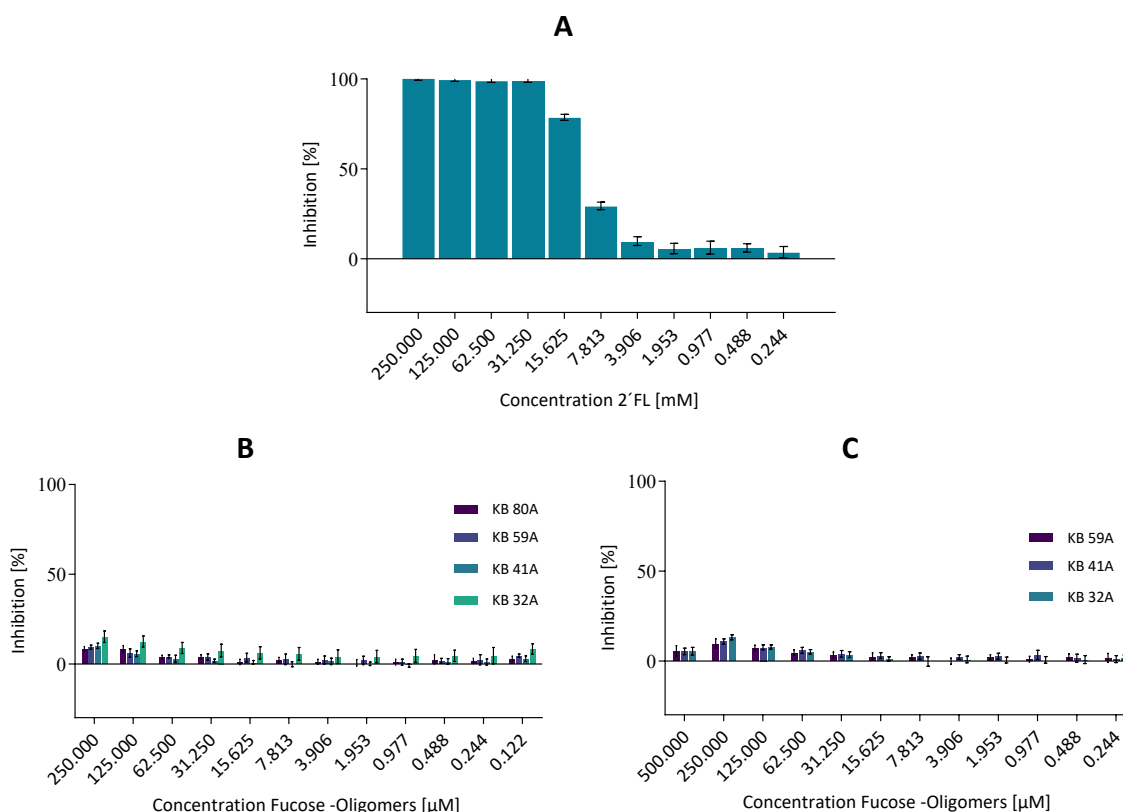 A
100
50
0
Inhibition [%]
250.000
125.000
62.500
31.250
15.625
7.813
3.906
1.953
0.977
0.488
0.244
Concentration 2´FL [mM]
B
100
50
0
Inhibition [%]
KB 80A
KB 59A
KB 41A
KB 32A
250.000
125.000
62.500
31.250
15.625
7.813
3.906
1.953
0.977
0.488
0.244
0.122
Concentration Fucose -Oligomers [µM]
C
100
50
0
Inhibition [%]
KB 59A
KB 41A
KB 32A
500.000
250.000
125.000
62.500
31.250
15.625
7.813
3.906
1.953
0.977
0.488
0.244
Concentration Fucose -Oligomers [µM]